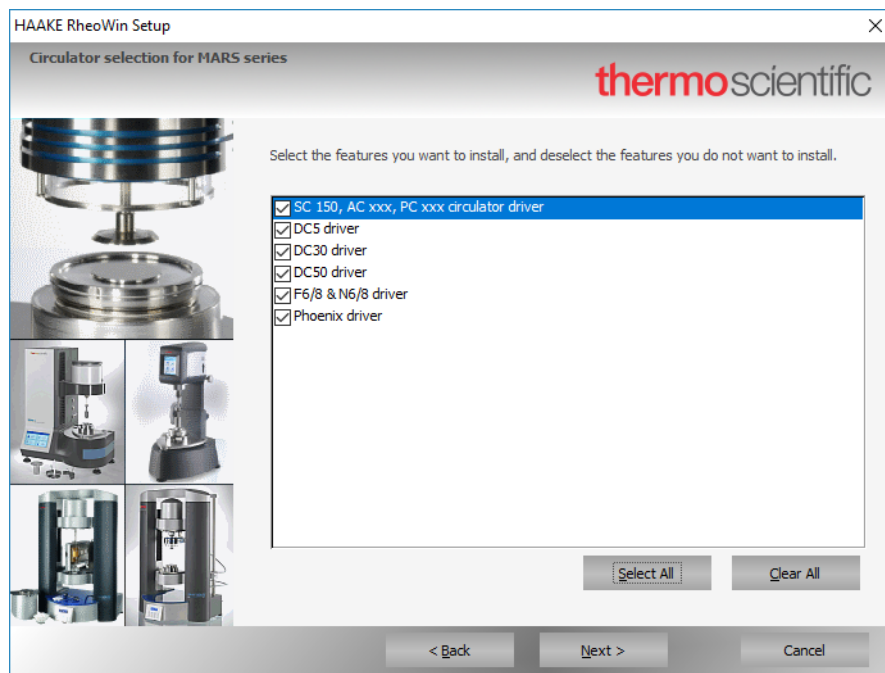 HAAKE RheoWin Setup
Circulator selection for MARS series
thermoscientific
Select the features you want to install, and deselect the features you do not want to install.
SC 150, AC xxx, PC xxx circulator driver
DC5 driver
DC30 driver
DC50 driver
F6/8 & N6/8 driver
Phoenix driver
Select All
Clear All
< Back
Next >
Cancel